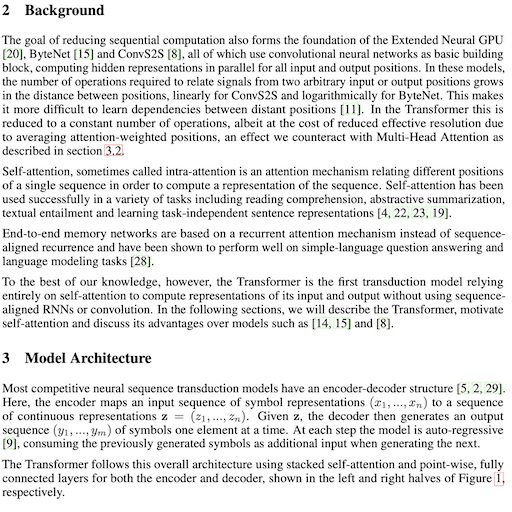 2 Background
The goal of reducing sequential computation also forms the foundation of the Extended Neural GPU
[20], ByteNet [15] and ConvS2S [8], all of which use convolutional neural networks as basic building
block, computing hidden representations in parallel for all input and output positions. In these models,
the number of operations required to relate signals from two arbitrary input or output positions grows
in the distance between positions, linearly for ConvS2S and logarithmically for ByteNet. This makes
it more difficult to learn dependencies between distant positions [11]. In the Transformer this is
reduced to a constant number of operations, albeit at the cost of reduced effective resolution due
to averaging attention-weighted positions, an effect we counteract with Multi-Head Attention as
described in section 3.2.
Self-attention, sometimes called intra-attention is an attention mechanism relating different positions
of a single sequence in order to compute a representation of the sequence. Self-attention has been
used successfully in a variety of tasks including reading comprehension, abstractive summarization,
textual entailment and learning task-independent sentence representations [4, 22, 23, 19].
End-to-end memory networks are based on a recurrent attention mechanism instead of sequence-
aligned recurrence and have been shown to perform well on simple-language question answering and
language modeling tasks [28].
To the best of our knowledge, however, the Transformer is the first transduction model relying
entirely on self-attention to compute representations of its input and output without using sequence-
aligned RNNs or convolution. In the following sections, we will describe the Transformer, motivate
self-attention and discuss its advantages over models such as [14, 15] and [8].
3 Model Architecture
Most competitive neural sequence transduction models have an encoder-decoder structure [5, 2, 29].
Here, the encoder maps an input sequence of symbol representations (x₁, ..., xₙ) to a sequence
of continuous representations z = (z₁, ..., zₙ). Given z, the decoder then generates an output
sequence (y₁, ..., yₘ) of symbols one element at a time. At each step the model is auto-regressive
[9], consuming the previously generated symbols as additional input when generating the next.
The Transformer follows this overall architecture using stacked self-attention and point-wise, fully
connected layers for both the encoder and decoder, shown in the left and right halves of Figure 1,
respectively.